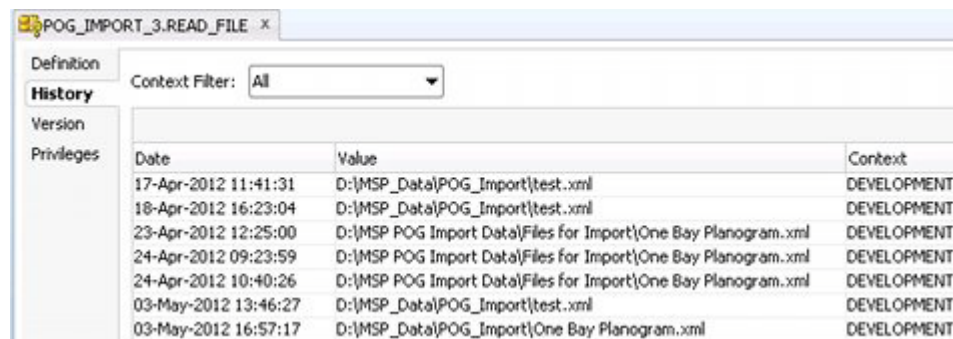 POG_IMPORT_3.READ_FILE x
Definition
History
Version
Privileges
Context Filter: All
Date Value Context
17-Apr-2012 11:41:31 D:\MSP_Data\POG_Import\test.xml DEVELOPMENT
18-Apr-2012 16:23:04 D:\MSP_Data\POG_Import\test.xml DEVELOPMENT
23-Apr-2012 12:25:00 D:\MSP POG Import Data\Files for Import\One Bay Planogram.xml DEVELOPMENT
24-Apr-2012 09:23:59 D:\MSP POG Import Data\Files for Import\One Bay Planogram.xml DEVELOPMENT
24-Apr-2012 10:40:26 D:\MSP POG Import Data\Files for Import\One Bay Planogram.xml DEVELOPMENT
03-May-2012 13:46:27 D:\MSP_Data\POG_Import\test.xml DEVELOPMENT
03-May-2012 16:57:17 D:\MSP_Data\POG_Import\One Bay Planogram.xml DEVELOPMENT